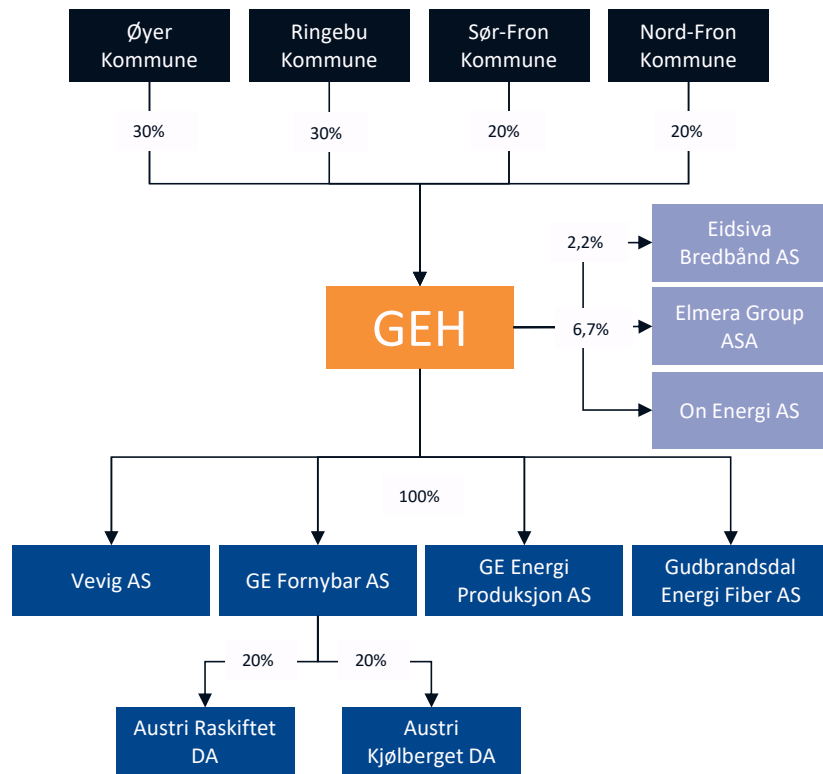 Øyer
Kommune
Ringebu
Kommune
Sør-Fron
Kommune
Nord-Fron
Kommune
30%
30%
20%
20%
2,2%
Eidsiva
Bredbånd AS
GEH
6,7%
Elmera Group
ASA
On Energi AS
100%
Vevig AS
GE Fornybar AS
GE Energi
Produksjon AS
Gudbrandsdal
Energi Fiber AS
20%
20%
Austri Raskiftet
DA
Austri
Kjølberget DA